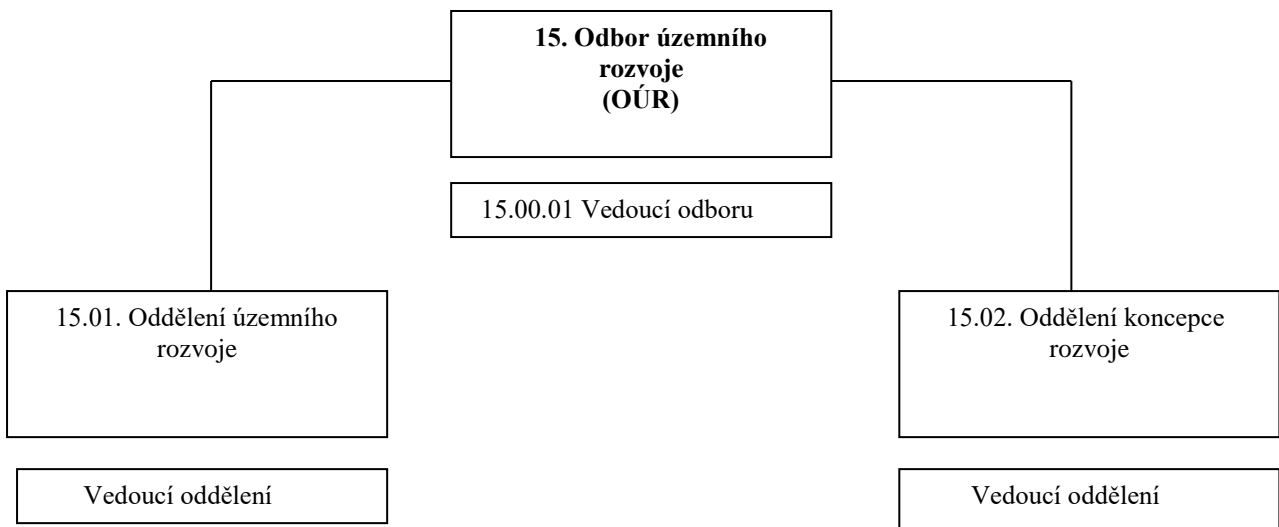 15. Odbor územního
rozvoje
(OÚR)
15.00.01 Vedoucí odboru
15.01. Oddělení územního
rozvoje
15.02. Oddělení koncepce
rozvoje
Vedoucí oddělení
Vedoucí oddělení